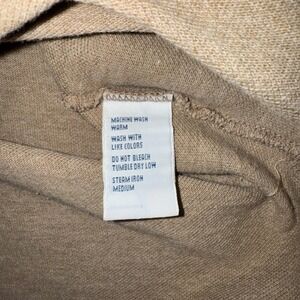 MACHINE WASH
WARM
WASH WITH
LIKE COLORS
DO NOT BLEACH
TUMBLE DRY LOW
STEAM IRON
MEDIUM